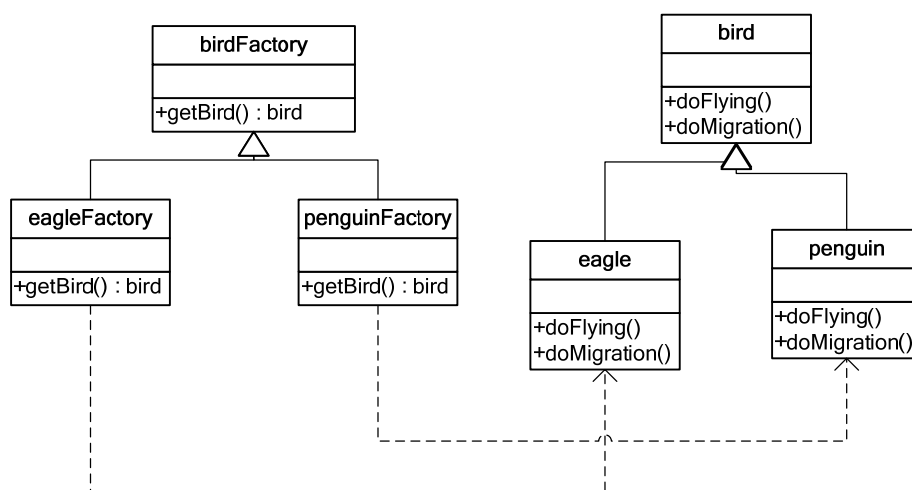 birdFactory
+getBird() : bird
bird
+doFlying()
+doMigration()
eagleFactory
+getBird() : bird
penguinFactory
+getBird() : bird
eagle
+doFlying()
+doMigration()
penguin
+doFlying()
+doMigration()